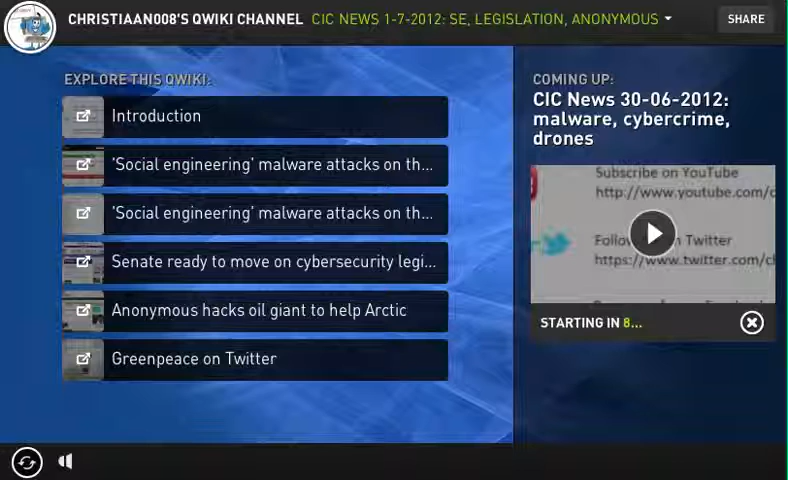 CHRISTIAAN008'S QWIKI CHANNEL CIC NEWS 1-7-2012: SE, LEGISLATION, ANONYMOUS
SHARE
EXPLORE THIS QWIKI:
Introduction
'Social engineering' malware attacks on th...
'Social engineering' malware attacks on th...
Senate ready to move on cybersecurity legi...
Anonymous hacks oil giant to help Arctic
Greenpeace on Twitter
COMING UP:
CIC News 30-06-2012:
malware, cybercrime,
drones
Subscribe on YouTube
http://www.youtube.com/c
Follow on Twitter
https://www.twitter.com/cl
STARTING IN 8...